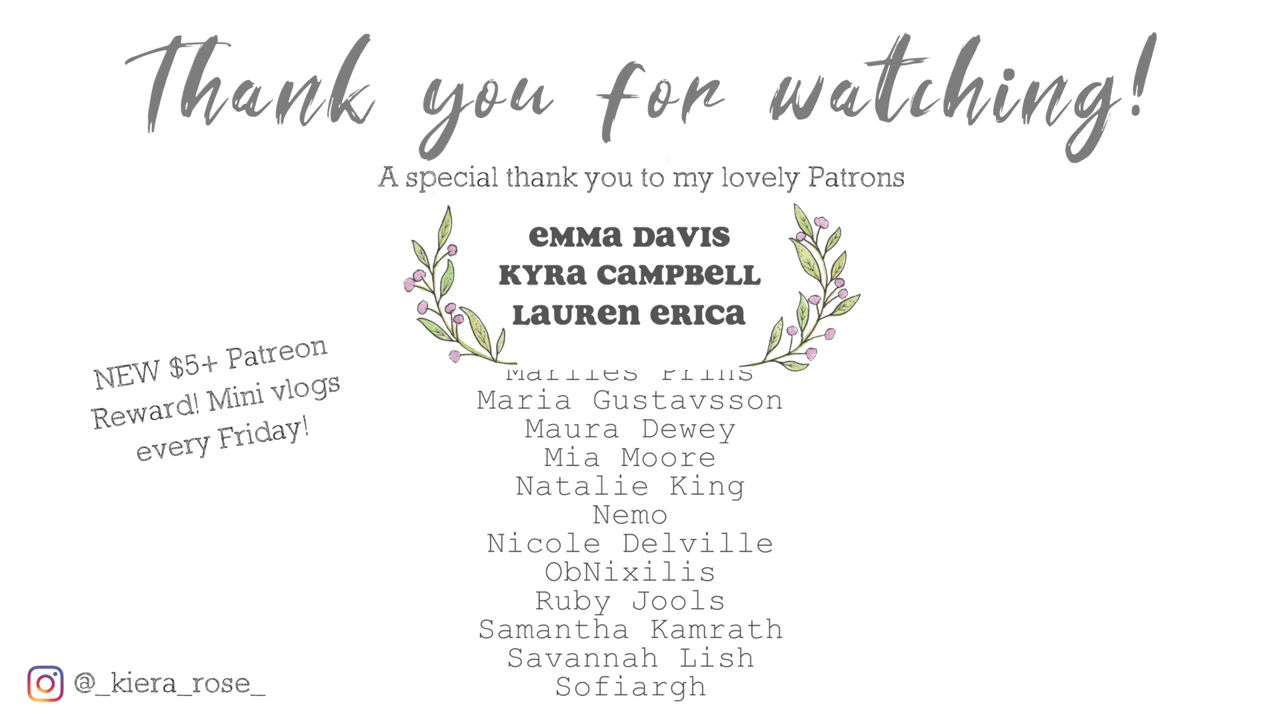 Thank you for watching!
A special thank you to my lovely Patrons
EMMA DAVIS
KYRA CAMPBELL
LAUREN ERICA
NEW $5+ Patreon
Reward! Mini vlogs
every Friday!
Marlies Prins
Maria Gustavsson
Maura Dewey
Mia Moore
Natalie King
Nemo
Nicole Delville
ObNixilis
Ruby Jools
Samantha Kamrath
Savannah Lish
Sofiargh
@_kiera_rose_